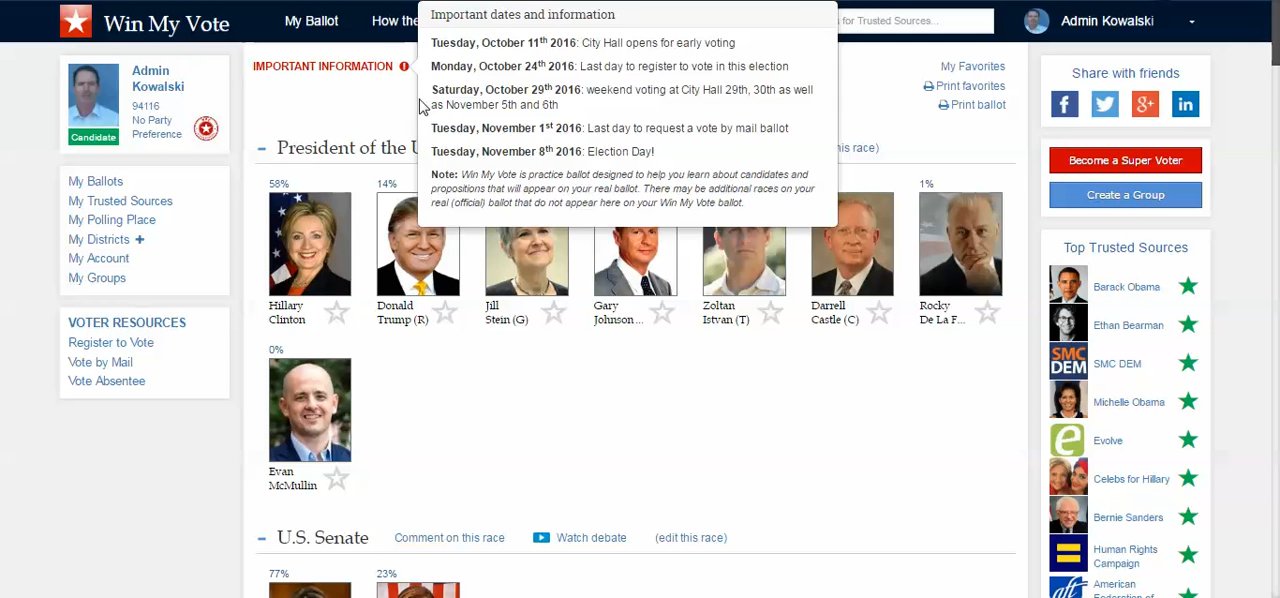 Win My Vote
My Ballot
How the
for Trusted Sources...
Admin Kowalski
Important dates and information
Tuesday, October 11th 2016: City Hall opens for early voting
Monday, October 24th 2016: Last day to register to vote in this election
Saturday, October 29th 2016: weekend voting at City Hall 29th, 30th as well
as November 5th and 6th
Tuesday, November 1st 2016: Last day to request a vote by mail ballot
Tuesday, November 8th 2016: Election Day!
Note: Win My Vote is practice ballot designed to help you learn about candidates and
propositions that will appear on your real ballot. There may be additional races on your
real (official) ballot that do not appear here on your Win My Vote ballot.
Admin
Kowalski
94116
No Party
Preference
Candidate
My Ballots
My Trusted Sources
My Polling Place
My Districts +
My Account
My Groups
VOTER RESOURCES
Register to Vote
Vote by Mail
Vote Absentee
IMPORTANT INFORMATION
My Favorites
Print favorites
Print ballot
President of the U
his race)
58%
14%
1%
Hillary
Clinton
Donald
Trump (R)
Jill
Stein (G)
Gary
Johnson...
Zoltan
Istvan (T)
Darrell
Castle (C)
Rocky
De La F...
0%
Evan
McMullin
U.S. Senate
Comment on this race
Watch debate
(edit this race)
77%
23%
Share with friends
Become a Super Voter
Create a Group
Top Trusted Sources
Barack Obama
Ethan Bearman
SMC
DEM
SMC DEM
Michelle Obama
Evolve
Celebs for Hillary
Bernie Sanders
Human Rights
Campaign
American
Federation of